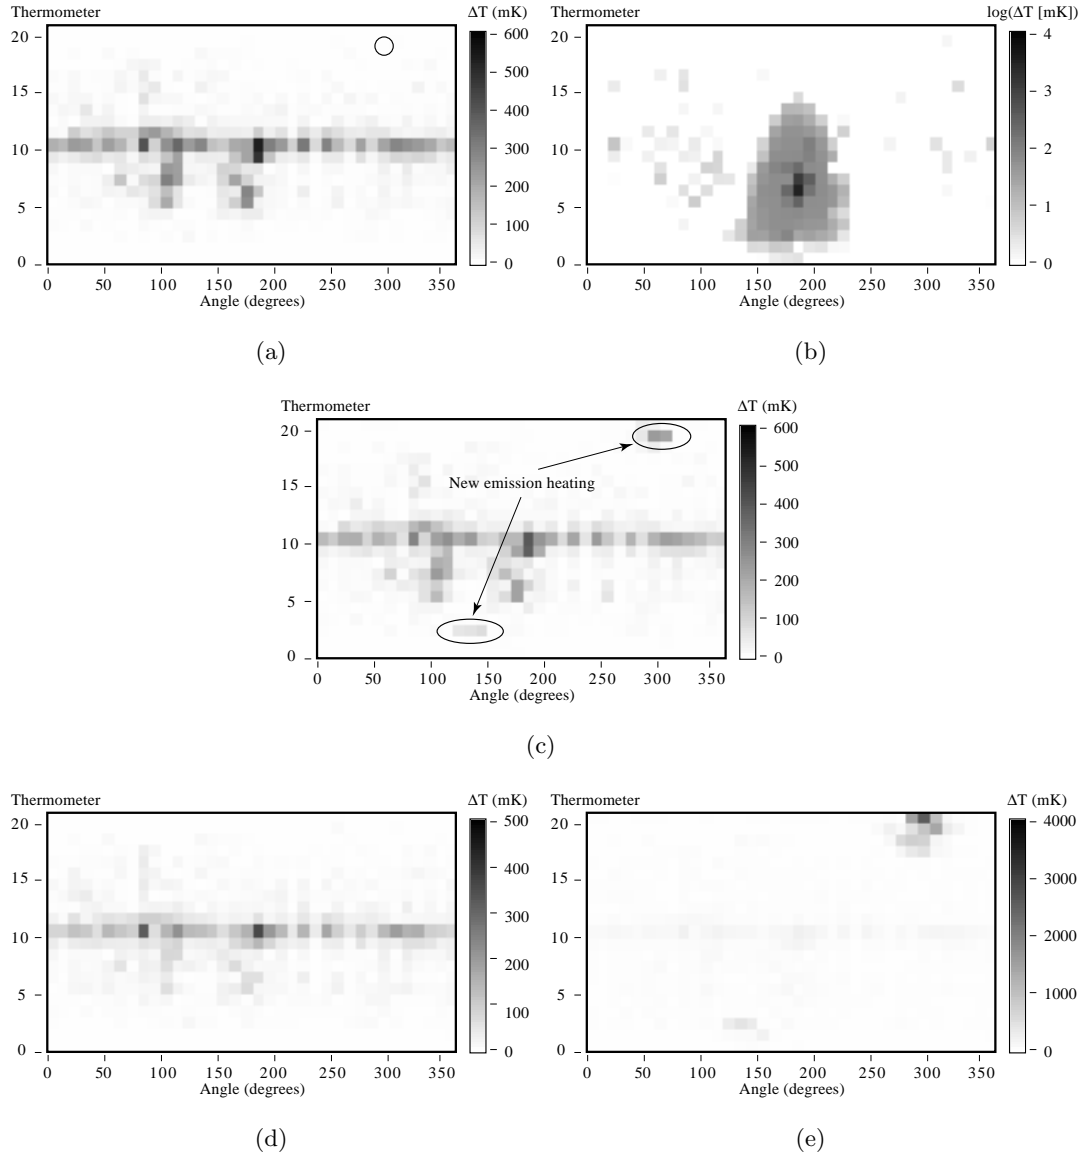 Thermometer
ΔT (mK)
20
15
10
5
0
600
500
400
300
200
100
0
0 50 100 150 200 250 300 350
Angle (degrees)
(a)
Thermometer
log(ΔT [mK])
20
15
10
5
0
4
3
2
1
0
0 50 100 150 200 250 300 350
Angle (degrees)
(b)
Thermometer
ΔT (mK)
20
15
10
5
0
New emission heating
600
500
400
300
200
100
0
0 50 100 150 200 250 300 350
Angle (degrees)
(c)
Thermometer
ΔT (mK)
20
15
10
5
0
500
400
300
200
100
0
0 50 100 150 200 250 300 350
Angle (degrees)
(d)
Thermometer
ΔT (mK)
20
15
10
5
0
4000
3000
2000
1000
0
0 50 100 150 200 250 300 350
Angle (degrees)
(e)